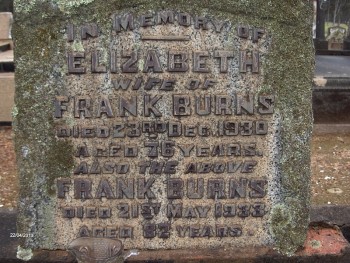 IN MEMORY OF
ELIZABETH
WIFE OF
FRANK BURNS
DIED 23RD DEC. 1930
AGED 76 YEARS.
ALSO THE ABOVE
FRANK BURNS
DIED 21ST MAY 1933
AGED 82 YEARS.